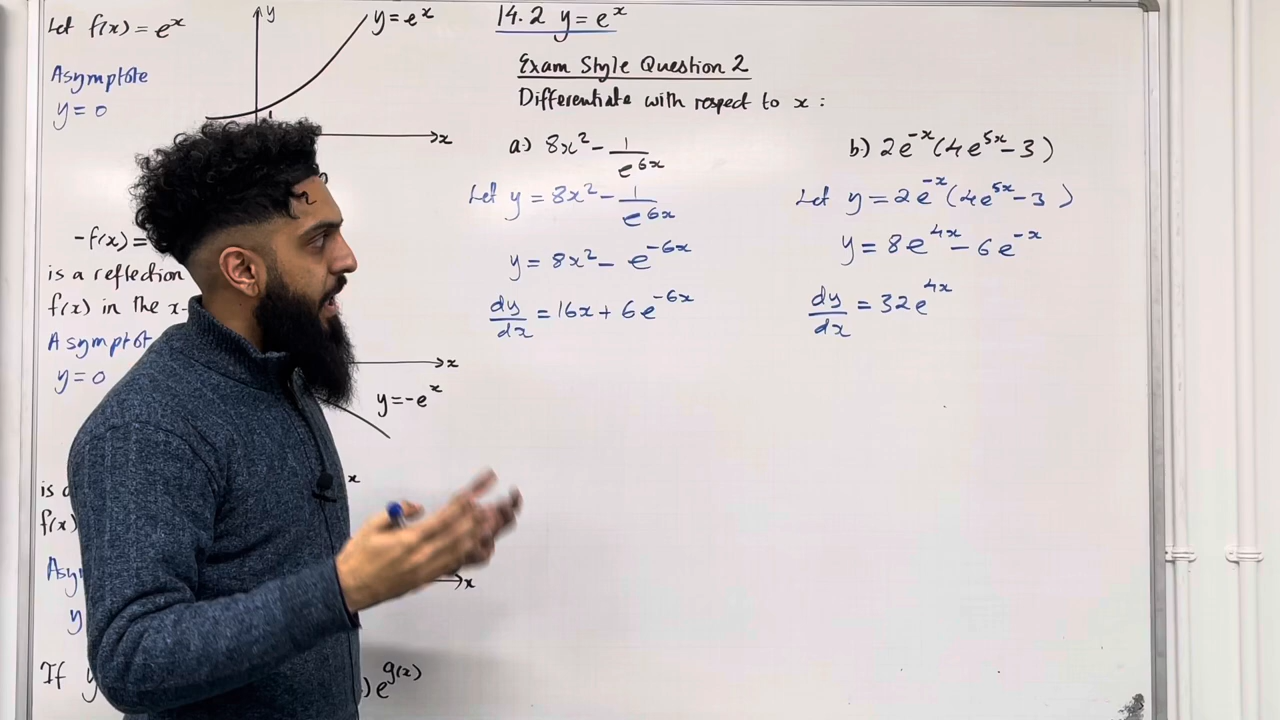 Let f(x) = e^x
y
y = e^x
Asymptote
y = 0
x
-f(x) =
is a reflection
f(x) in the x-
Asymptot
y = 0
x
y = -e^x
x
is a
f(x)
Asy
y
x
If y
) e^{g(x)}
14.2 y = e^x
Exam Style Question 2
Differentiate with respect to x :
a) 8x² - 1/e^{6x}
Let y = 8x² - 1/e^{6x}
y = 8x² - e^{-6x}
dy/dx = 16x + 6e^{-6x}
b) 2e^{-x}(4e^{5x} - 3)
Let y = 2e^{-x}(4e^{5x} - 3)
y = 8e^{4x} - 6e^{-x}
dy/dx = 32e^{4x}